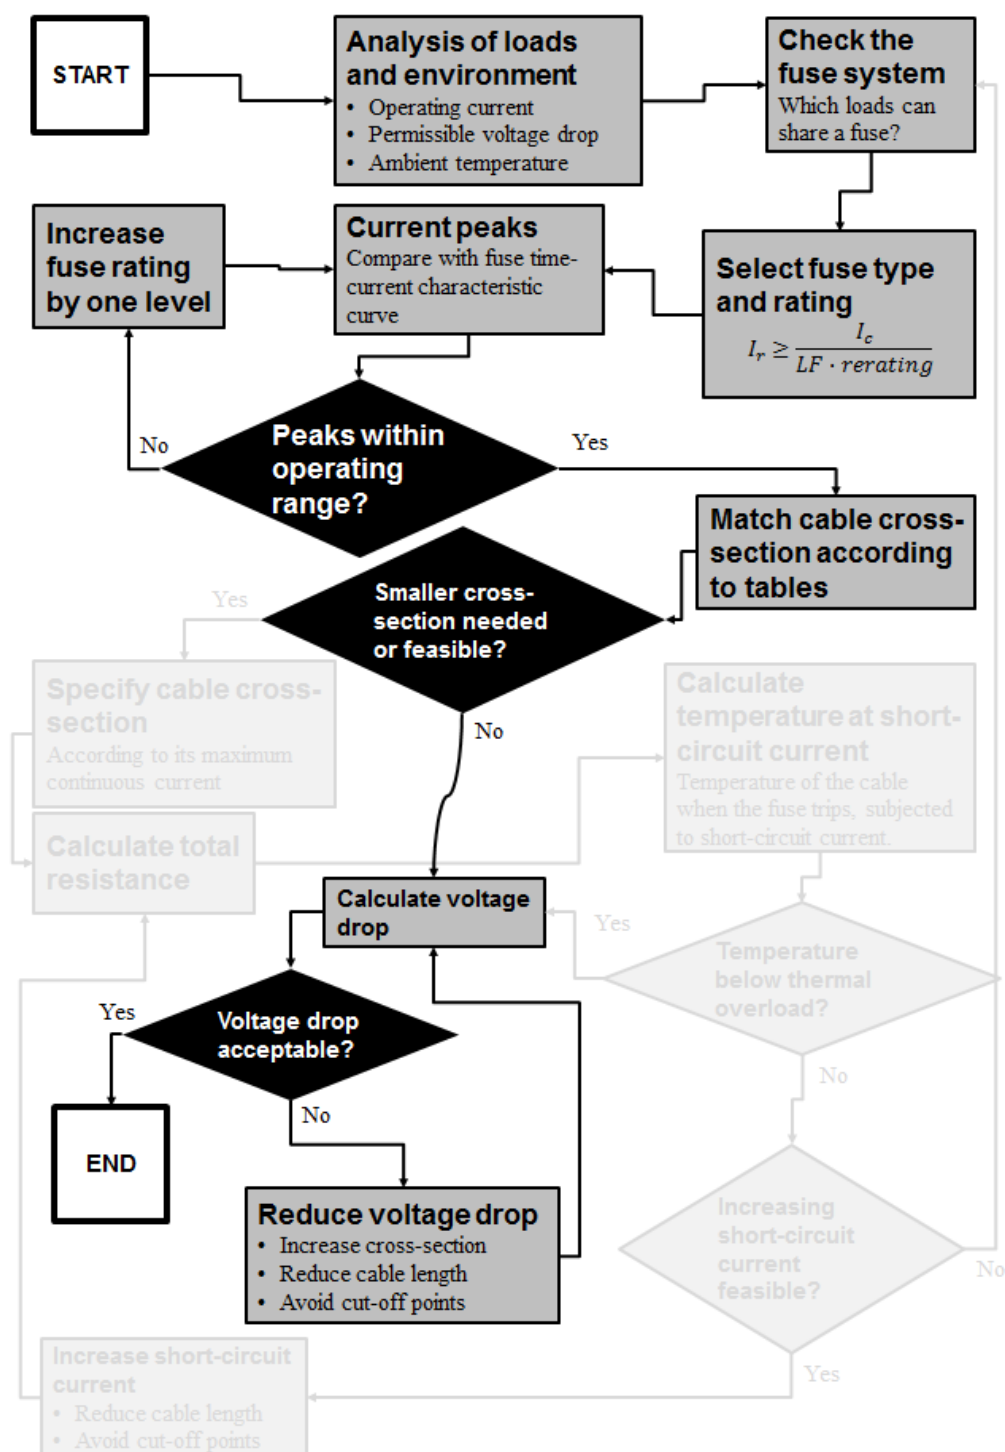 START
Analysis of loads
and environment
• Operating current
• Permissible voltage drop
• Ambient temperature
Check the
fuse system
Which loads can
share a fuse?
Increase
fuse rating
by one level
Current peaks
Compare with fuse time-
current characteristic
curve
Select fuse type
and rating
I_r ≥ I_c / LF · rerating
No
Peaks within
operating
range?
Yes
Match cable cross-
section according
to tables
Yes
Smaller cross-
section needed
or feasible?
No
Specify cable cross-
section
According to its maximum
continuous current
Calculate
temperature at short-
circuit current
Temperature of the cable
when the fuse trips, subjected
to short-circuit current.
Calculate total
resistance
Calculate voltage
drop
Yes
Temperature
below thermal
overload?
No
Yes
Voltage drop
acceptable?
No
END
Reduce voltage drop
• Increase cross-section
• Reduce cable length
• Avoid cut-off points
Increasing
short-circuit
current
feasible?
No
Yes
Increase short-circuit
current
• Reduce cable length
• Avoid cut-off points